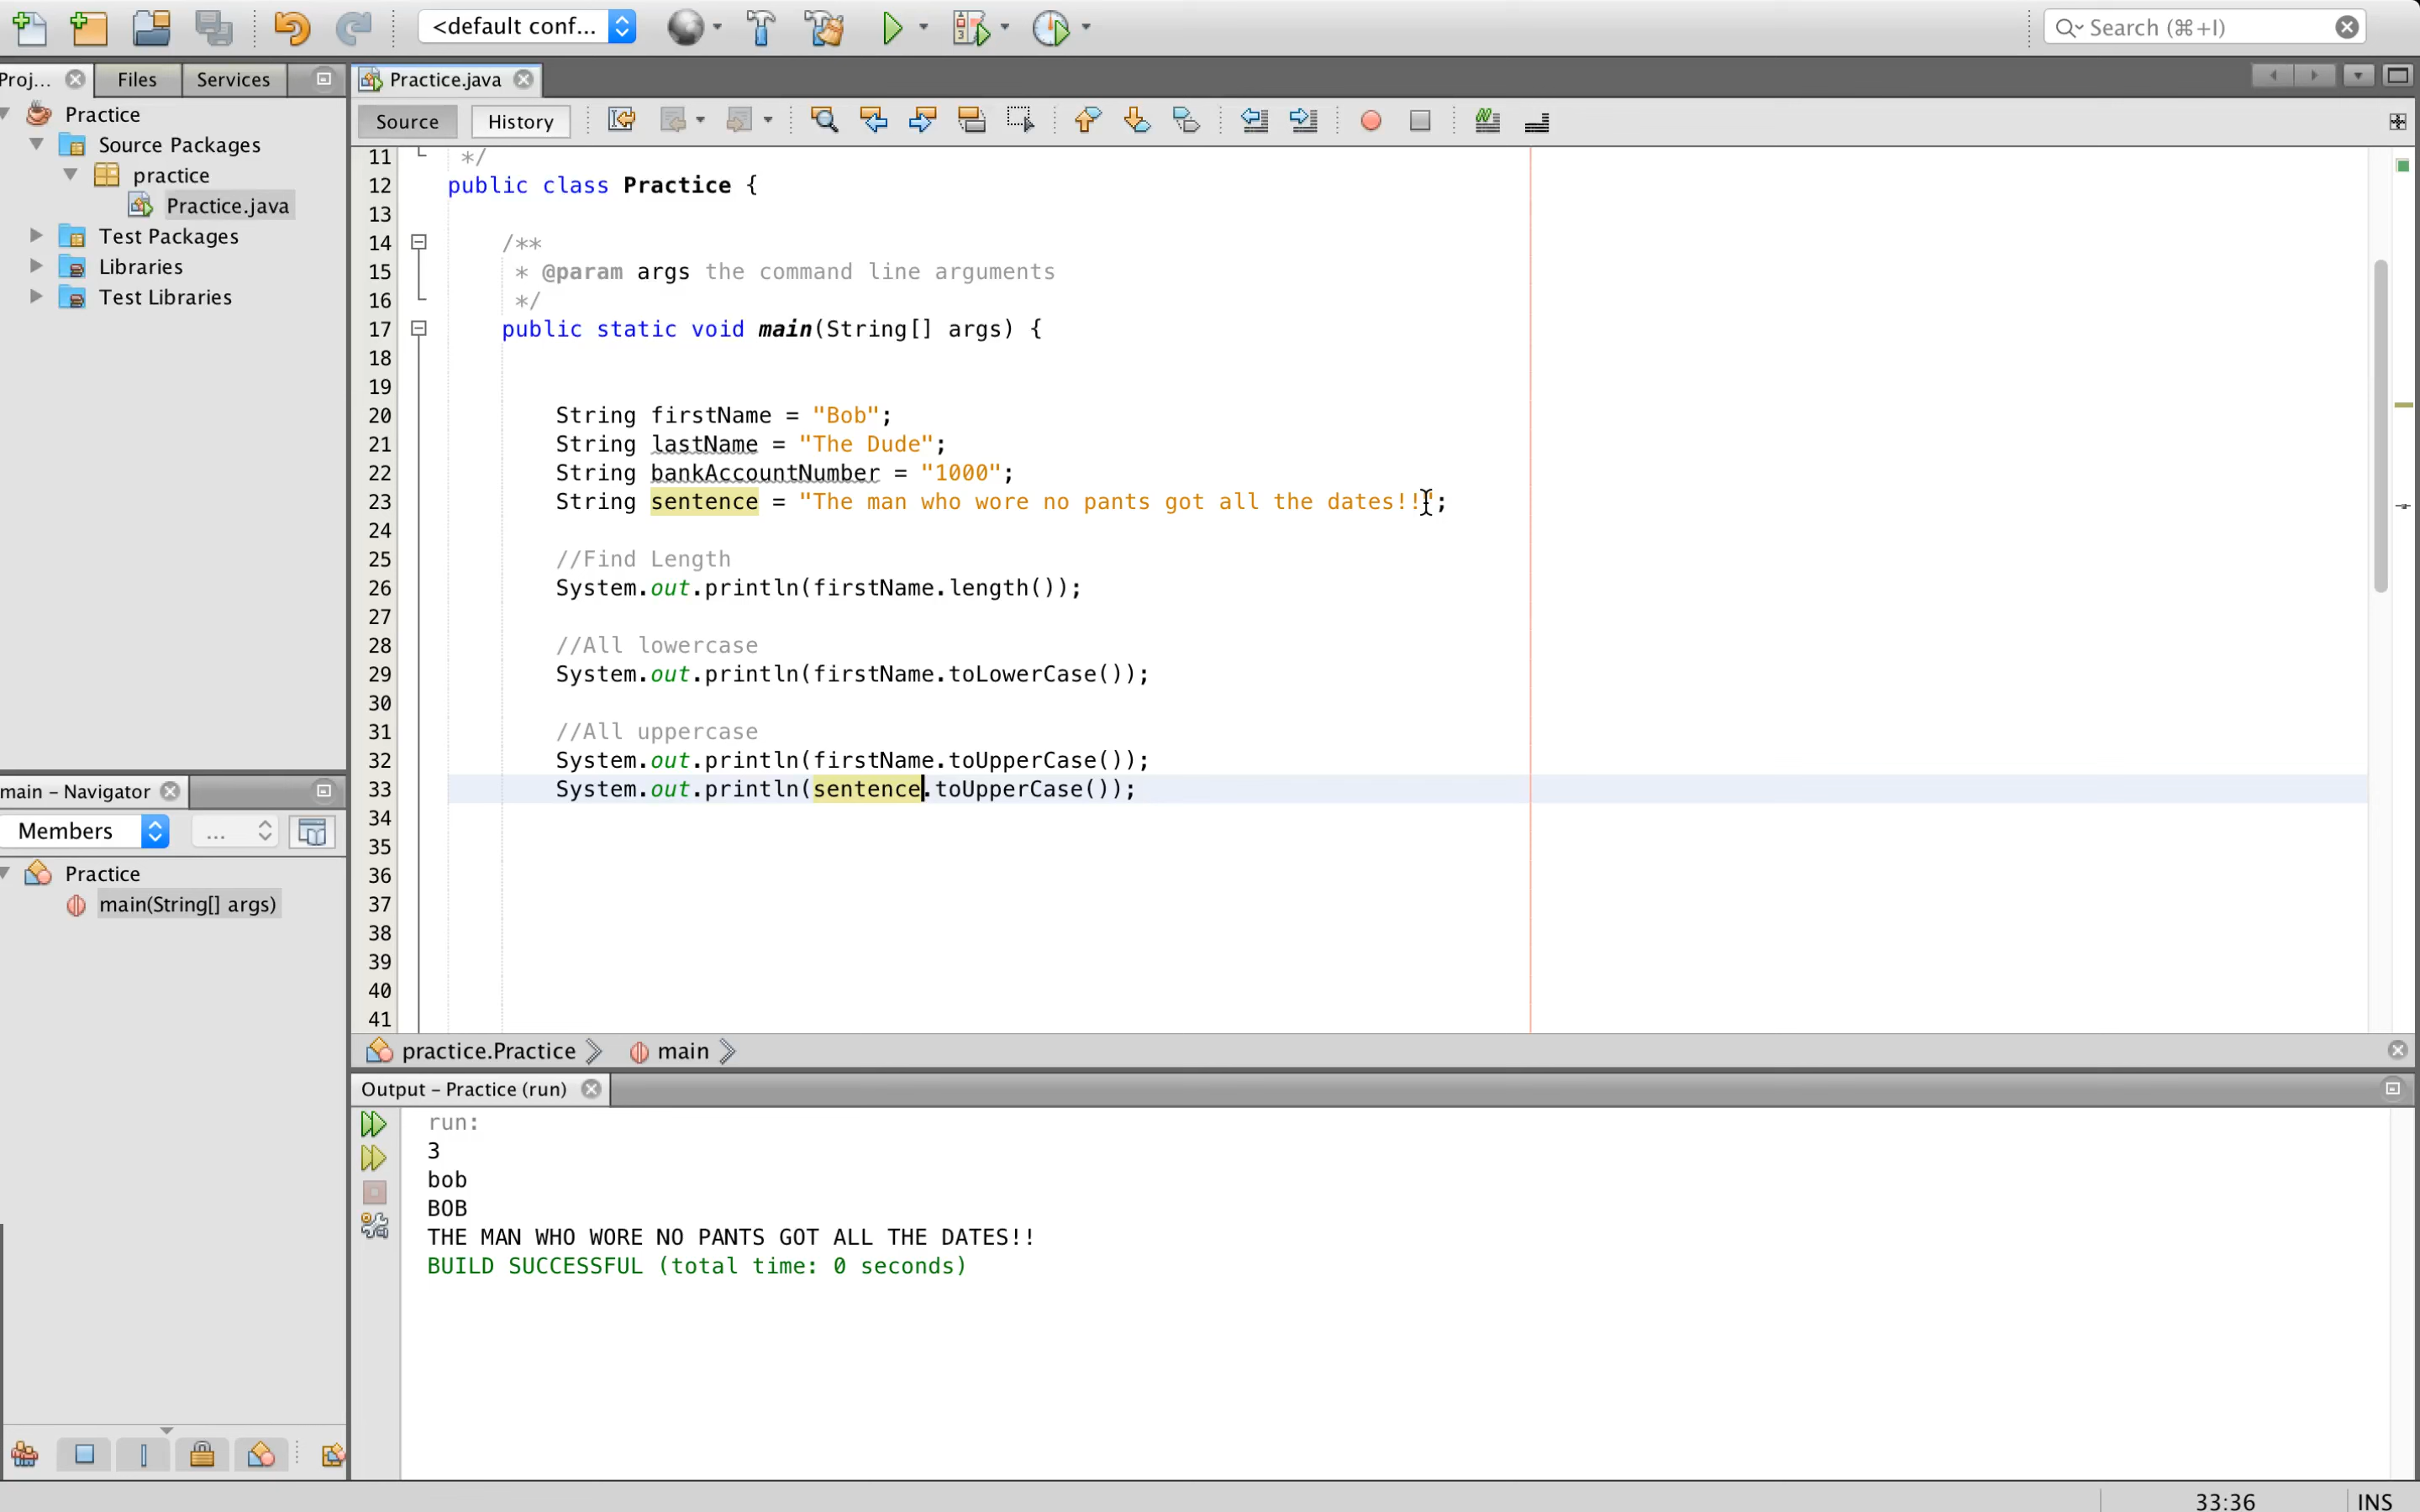 <default conf...
Search (⌘+I)
Proj...
Files
Services
Practice.java
Practice
Source Packages
practice
Practice.java
Test Packages
Libraries
Test Libraries
Source
History
11 */
12 public class Practice {
13
14 /**
15 * @param args the command line arguments
16 */
17 public static void main(String[] args) {
18
19
20 String firstName = "Bob";
21 String lastName = "The Dude";
22 String bankAccountNumber = "1000";
23 String sentence = "The man who wore no pants got all the dates!!";
24
25 //Find Length
26 System.out.println(firstName.length());
27
28 //All lowercase
29 System.out.println(firstName.toLowerCase());
30
31 //All uppercase
32 System.out.println(firstName.toUpperCase());
33 System.out.println(sentence.toUpperCase());
34
35
36
37
38
39
40
41
main – Navigator
Members
...
Practice
main(String[] args)
practice.Practice
main
Output – Practice (run)
run:
3
bob
BOB
THE MAN WHO WORE NO PANTS GOT ALL THE DATES!!
BUILD SUCCESSFUL (total time: 0 seconds)
33:36
INS